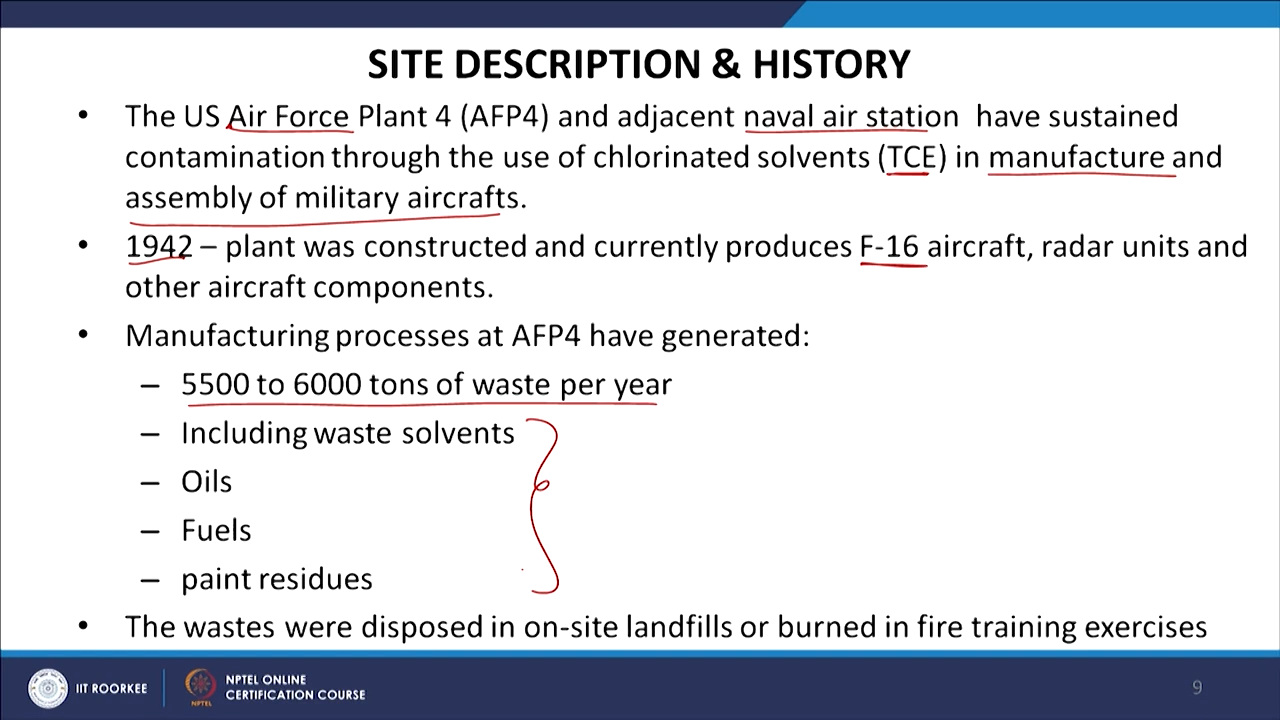 SITE DESCRIPTION & HISTORY
• The US Air Force Plant 4 (AFP4) and adjacent naval air station have sustained
contamination through the use of chlorinated solvents (TCE) in manufacture and
assembly of military aircrafts.
• 1942 – plant was constructed and currently produces F-16 aircraft, radar units and
other aircraft components.
• Manufacturing processes at AFP4 have generated:
– 5500 to 6000 tons of waste per year
– Including waste solvents
– Oils
– Fuels
– paint residues
• The wastes were disposed in on-site landfills or burned in fire training exercises
IIT ROORKEE
NPTEL
NPTEL ONLINE
CERTIFICATION COURSE
9